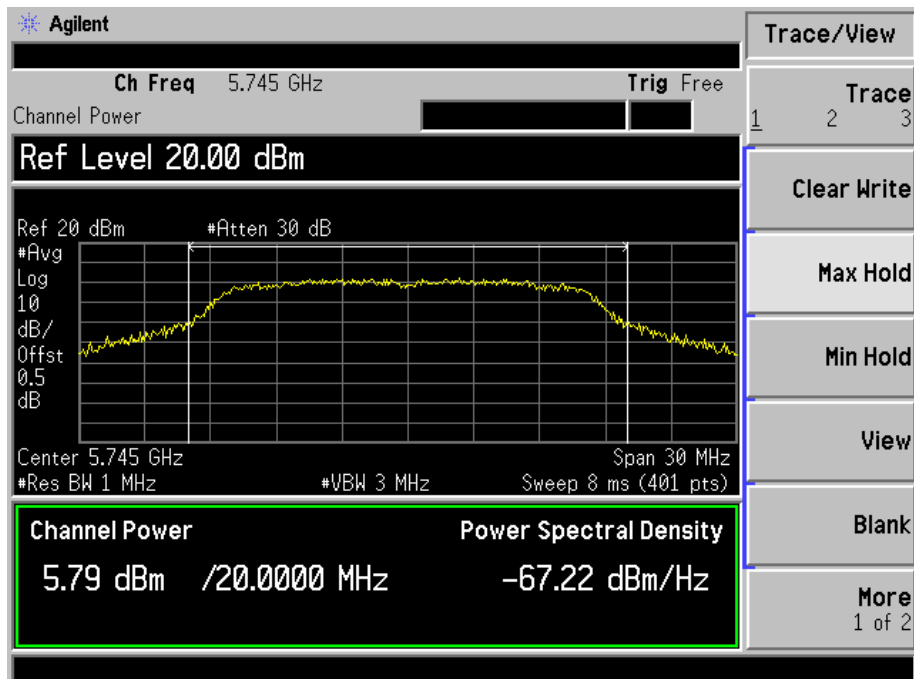 Agilent
Trace/View
Ch Freq 5.745 GHz Trig Free
Channel Power
Trace
1 2 3
Ref Level 20.00 dBm
Clear Write
Ref 20 dBm #Atten 30 dB
#Avg
Log
10
dB/
Offst
0.5
dB
Max Hold
Min Hold
Center 5.745 GHz Span 30 MHz
#Res BW 1 MHz #VBW 3 MHz Sweep 8 ms (401 pts)
View
Channel Power Power Spectral Density
5.79 dBm /20.0000 MHz -67.22 dBm/Hz
Blank
More
1 of 2